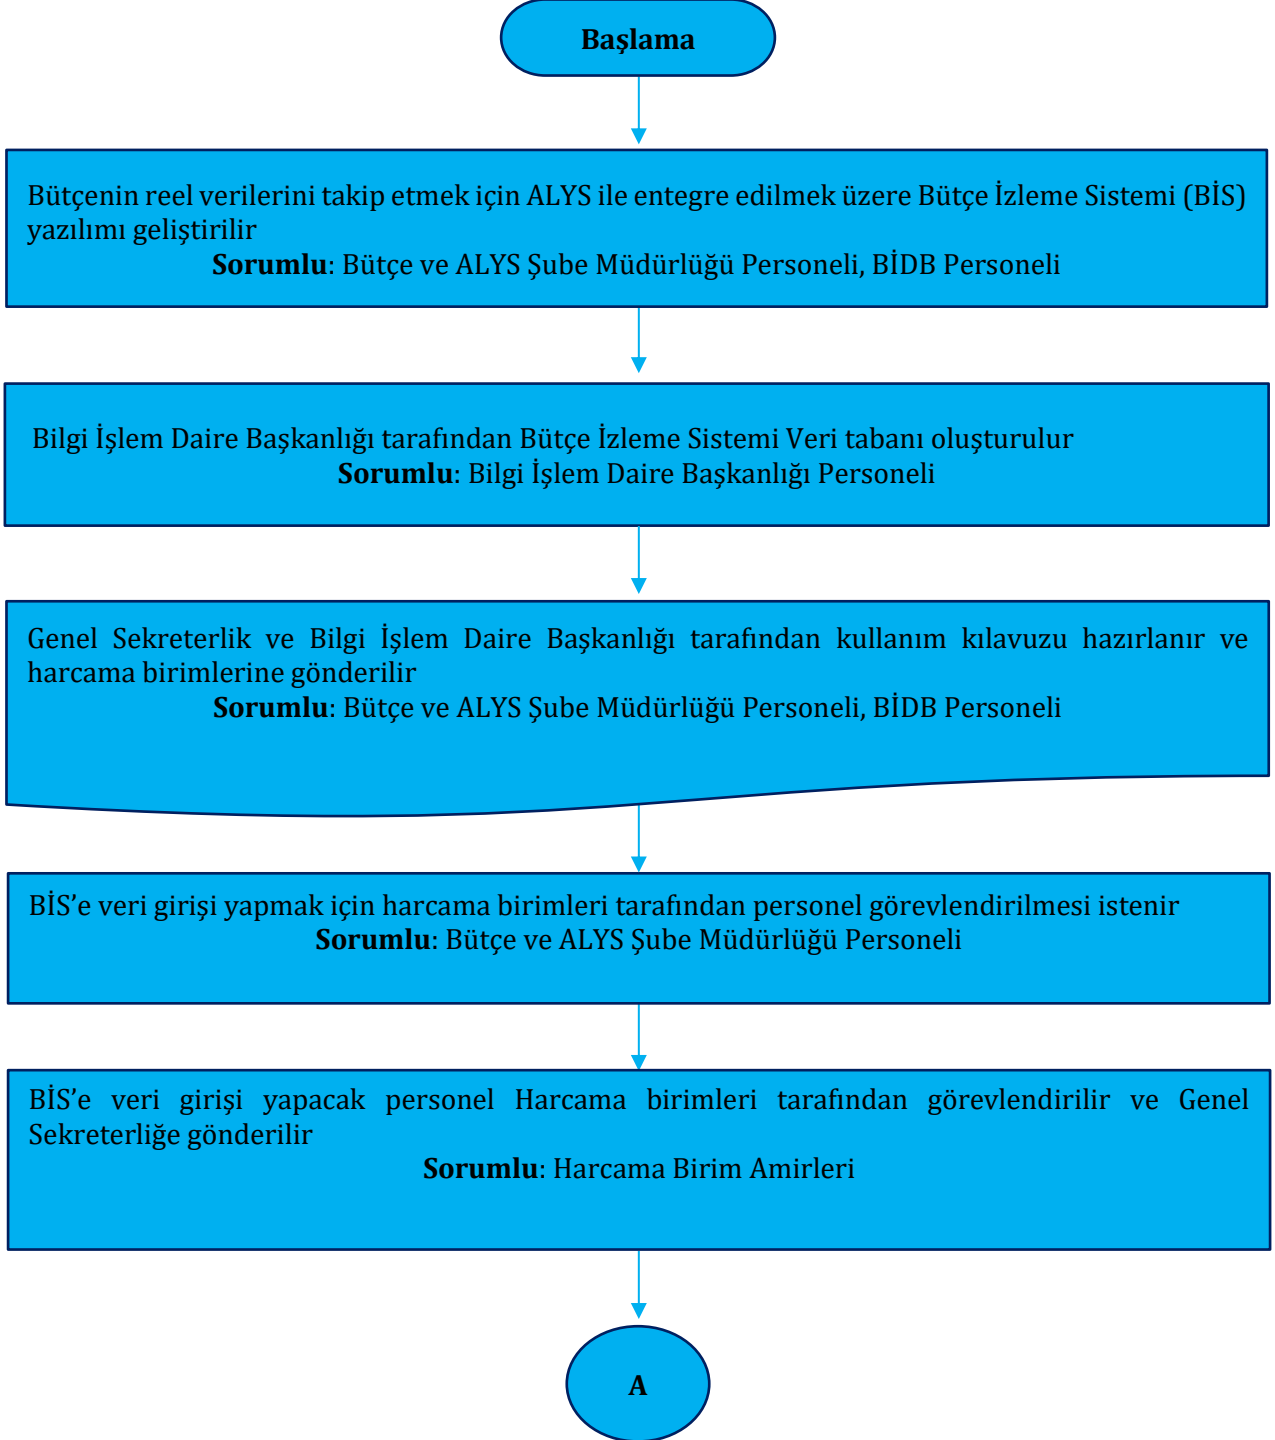 Başlama
Bütçenin reel verilerini takip etmek için ALYS ile entegre edilmek üzere Bütçe İzleme Sistemi (BİS)
yazılımı geliştirilir
Sorumlu: Bütçe ve ALYS Şube Müdürlüğü Personeli, BİDB Personeli
Bilgi İşlem Daire Başkanlığı tarafından Bütçe İzleme Sistemi Veri tabanı oluşturulur
Sorumlu: Bilgi İşlem Daire Başkanlığı Personeli
Genel Sekreterlik ve Bilgi İşlem Daire Başkanlığı tarafından kullanım kılavuzu hazırlanır ve
harcama birimlerine gönderilir
Sorumlu: Bütçe ve ALYS Şube Müdürlüğü Personeli, BİDB Personeli
BİS’e veri girişi yapmak için harcama birimleri tarafından personel görevlendirilmesi istenir
Sorumlu: Bütçe ve ALYS Şube Müdürlüğü Personeli
BİS’e veri girişi yapacak personel Harcama birimleri tarafından görevlendirilir ve Genel
Sekreterliğe gönderilir
Sorumlu: Harcama Birim Amirleri
A